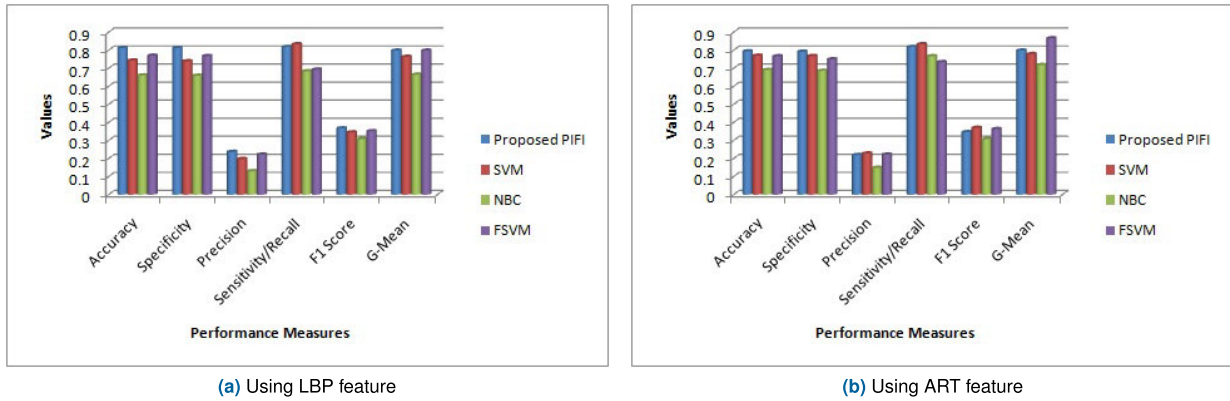 0.9
0.8
0.7
0.6
0.5
0.4
0.3
0.2
0.1
0
Values
Accuracy
Specificity
Precision
Sensitivity/Recall
F1 Score
G-Mean
Performance Measures
Proposed PIFI
SVM
NBC
FSVM
(a) Using LBP feature
0.9
0.8
0.7
0.6
0.5
0.4
0.3
0.2
0.1
0
Values
Accuracy
Specificity
Precision
Sensitivity/Recall
F1 Score
G-Mean
Performance Measures
Proposed PIFI
SVM
NBC
FSVM
(b) Using ART feature